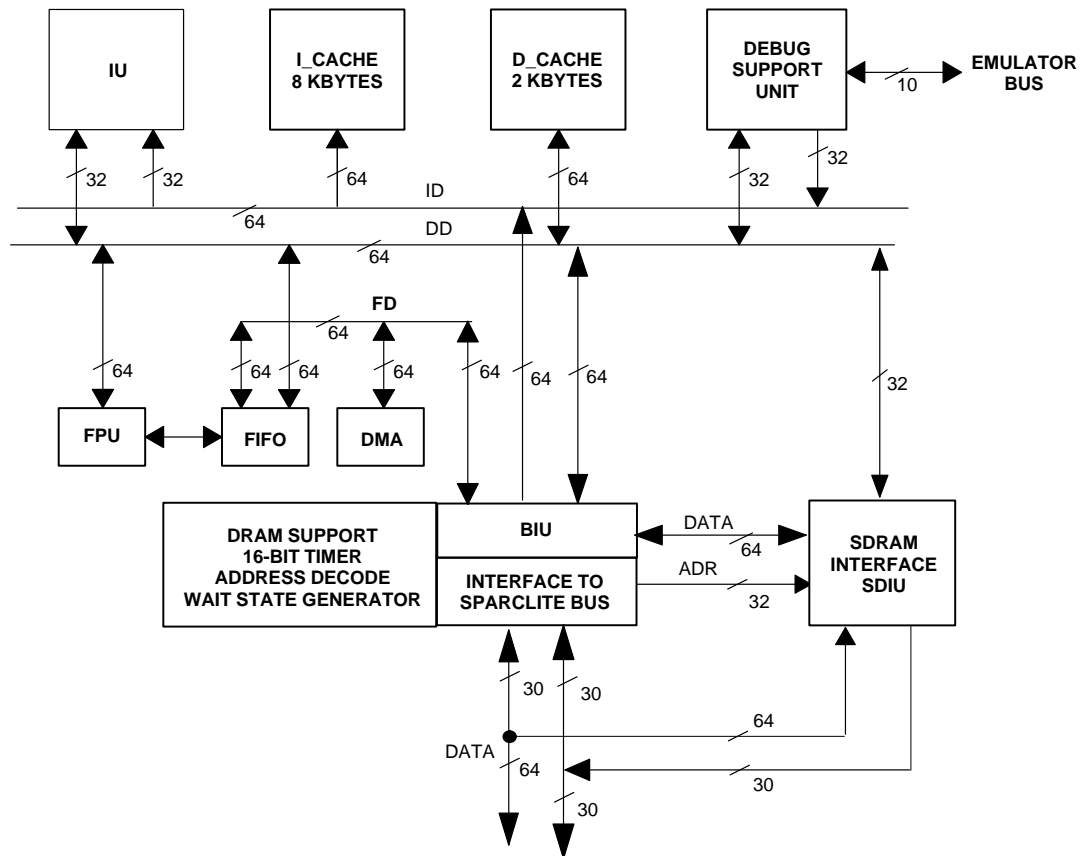 IU
I_CACHE
8 KBYTES
D_CACHE
2 KBYTES
DEBUG
SUPPORT
UNIT
EMULATOR
BUS
10
32
32
64
64
32
32
ID
64
DD
64
FD
64
64
64
64
64
64
64
64
32
FPU
FIFO
DMA
DRAM SUPPORT
16-BIT TIMER
ADDRESS DECODE
WAIT STATE GENERATOR
BIU
INTERFACE TO
SPARCLITE BUS
DATA
64
ADR
32
SDRAM
INTERFACE
SDIU
30
30
64
DATA
64
30
30